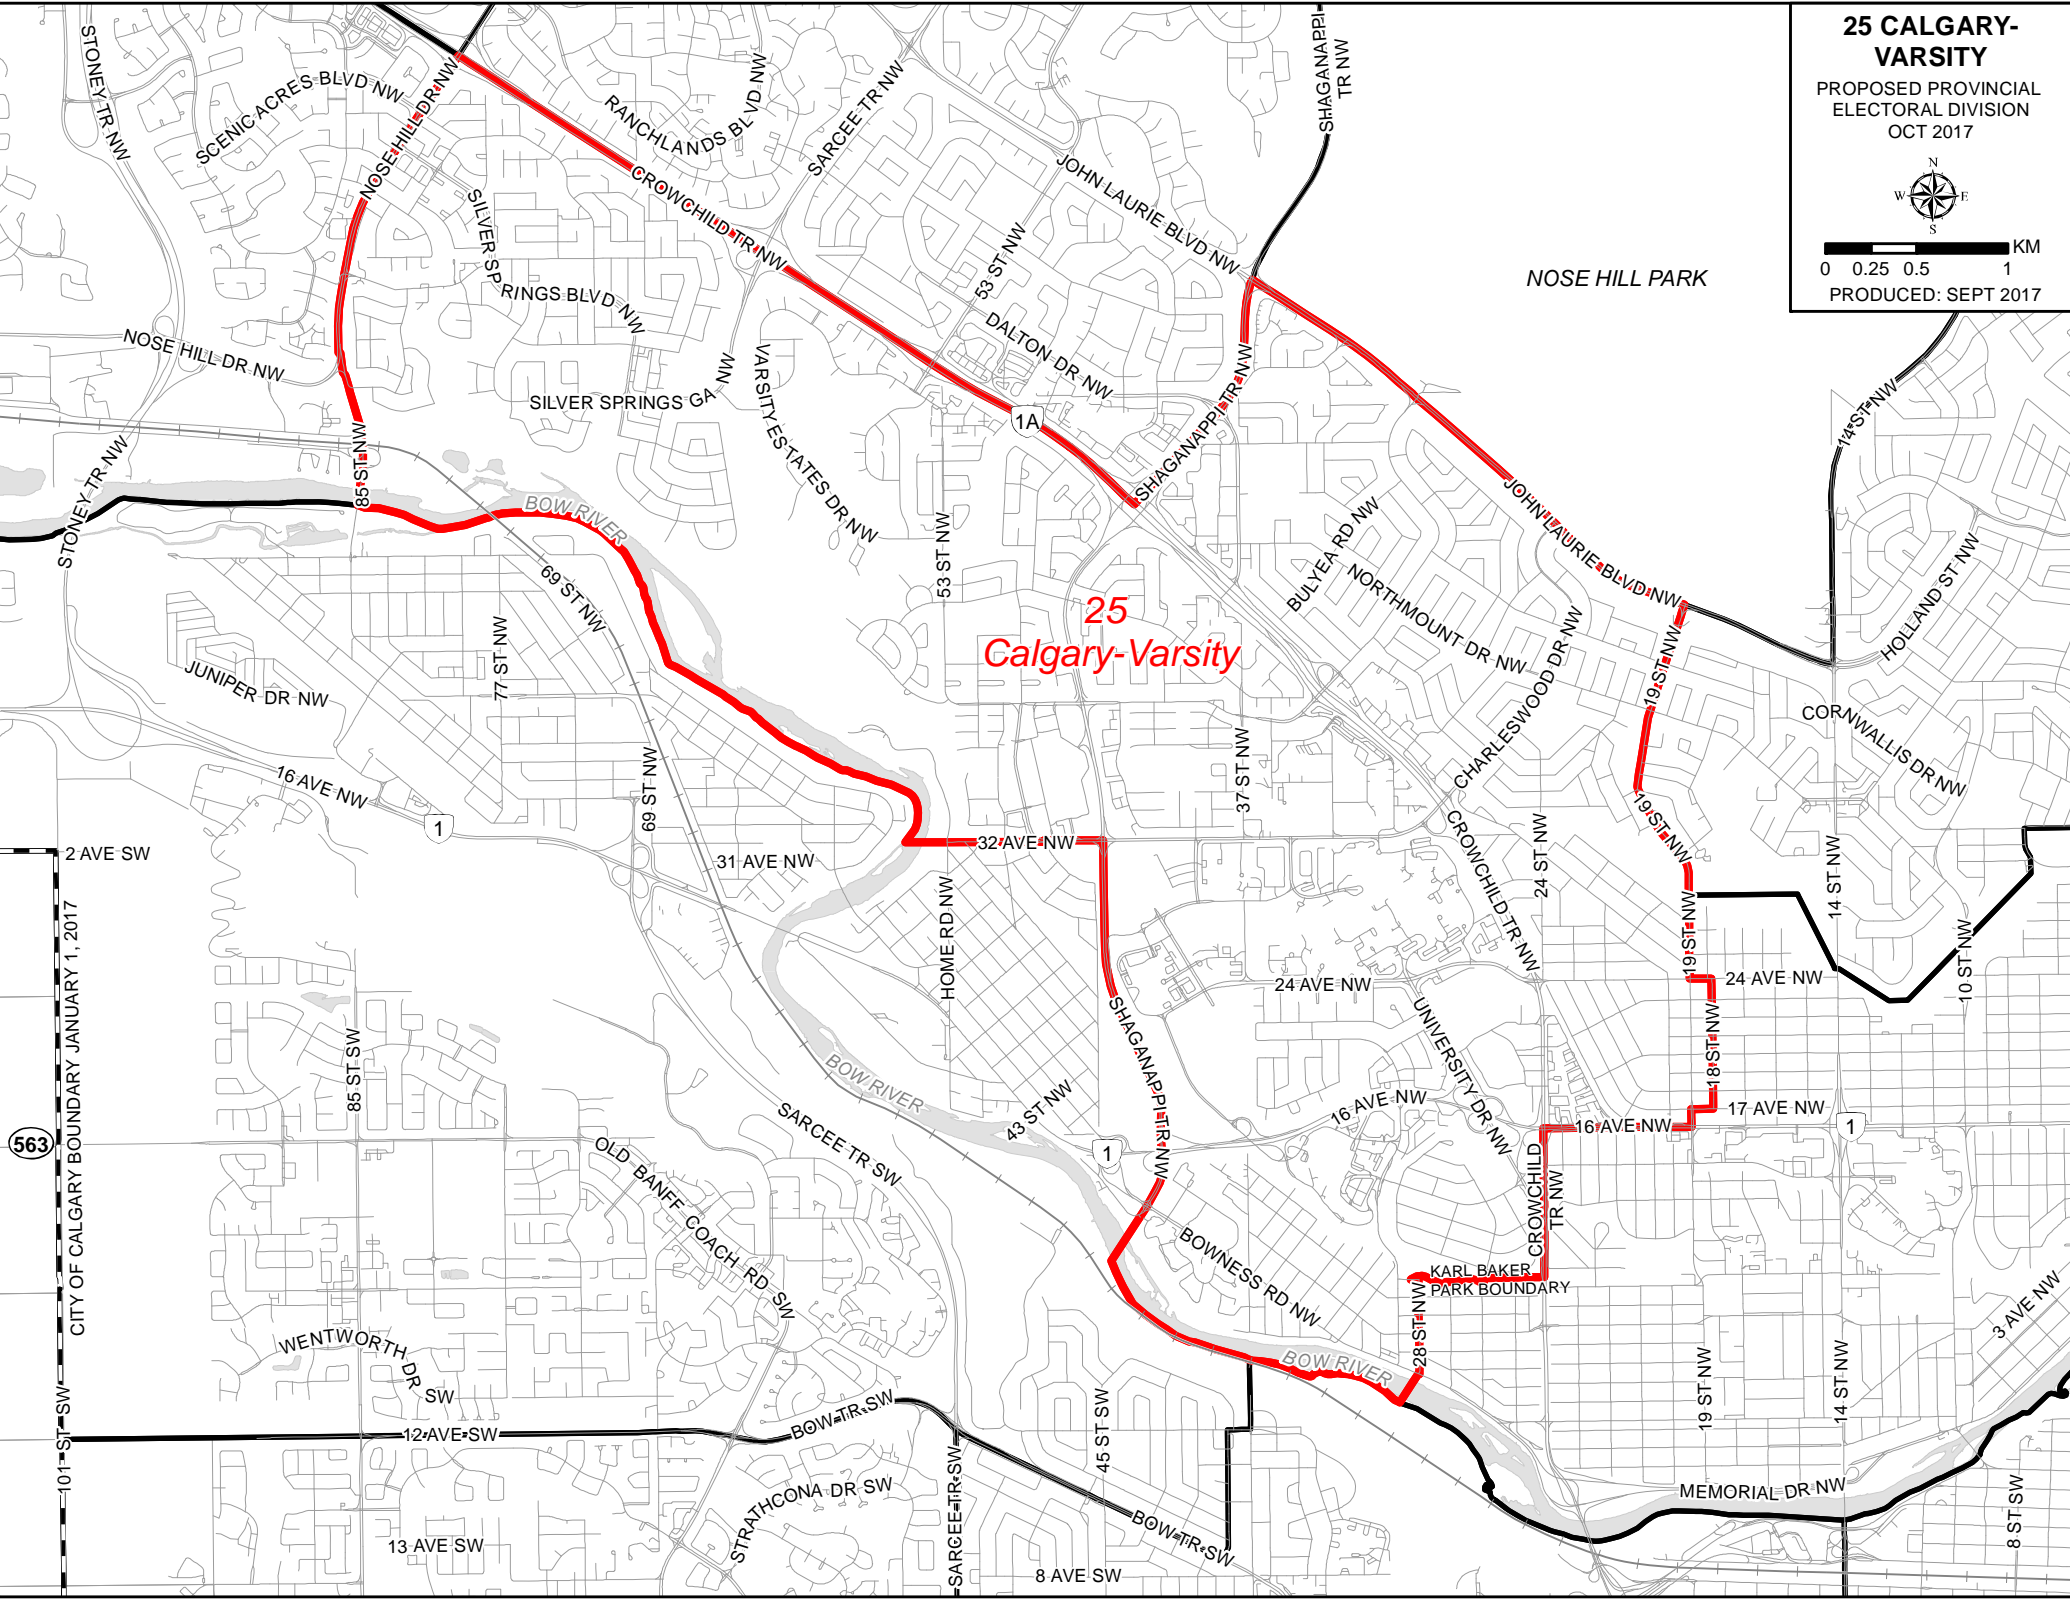 25 CALGARY-
VARSITY
PROPOSED PROVINCIAL
ELECTORAL DIVISION
OCT 2017
N
W E
S
KM
0 0.25 0.5 1
PRODUCED: SEPT 2017
STONEY TR NW
SCENIC ACRES BLVD NW
NOSE HILL DR NW
RANCHLANDS BLVD NW
SARCEE TR NW
SHAGANAPPI
TR NW
JOHN LAURIE BLVD NW
CROWCHILD TR NW
SILVER SPRINGS BLVD NW
53 ST NW
NOSE HILL PARK
DALTON DR NW
NOSE HILL DR NW
SILVER SPRINGS GA NW
VARSITY ESTATES DR NW
1A
SHAGANAPPI TR NW
14 ST NW
STONEY TR NW
85 ST NW
BOW RIVER
53 ST NW
69 ST NW
BULYEA RD NW
JOHN LAURIE BLVD NW
NORTHMOUNT DR NW
HOLLAND ST NW
25
Calgary-Varsity
JUNIPER DR NW
77 ST NW
CHARLESWOOD DR NW
19 ST NW
CORNWALLIS DR NW
16 AVE NW
1
69 ST NW
37 ST NW
19 ST NW
CROWCHILD TR NW
24 ST NW
14 ST NW
2 AVE SW
31 AVE NW
32 AVE NW
HOME RD NW
CITY OF CALGARY BOUNDARY JANUARY 1, 2017
19 ST NW
24 AVE NW
24 AVE NW
10 ST NW
SHAGANAPPI TR NW
UNIVERSITY DR NW
18 ST NW
85 ST SW
BOW RIVER
43 ST NW
16 AVE NW
17 AVE NW
16 AVE NW
1
1
563
SARCEE TR SW
OLD BANFF COACH RD SW
CROWCHILD
TR NW
BOWNESS RD NW
KARL BAKER
PARK BOUNDARY
28 ST NW
3 AVE NW
WENTWORTH DR SW
BOW RIVER
19 ST NW
14 ST NW
101 ST SW
12 AVE SW
BOW TR SW
45 ST SW
SARCEE TR SW
STRATHCONA DR SW
MEMORIAL DR NW
BOW TR SW
8 ST SW
13 AVE SW
8 AVE SW